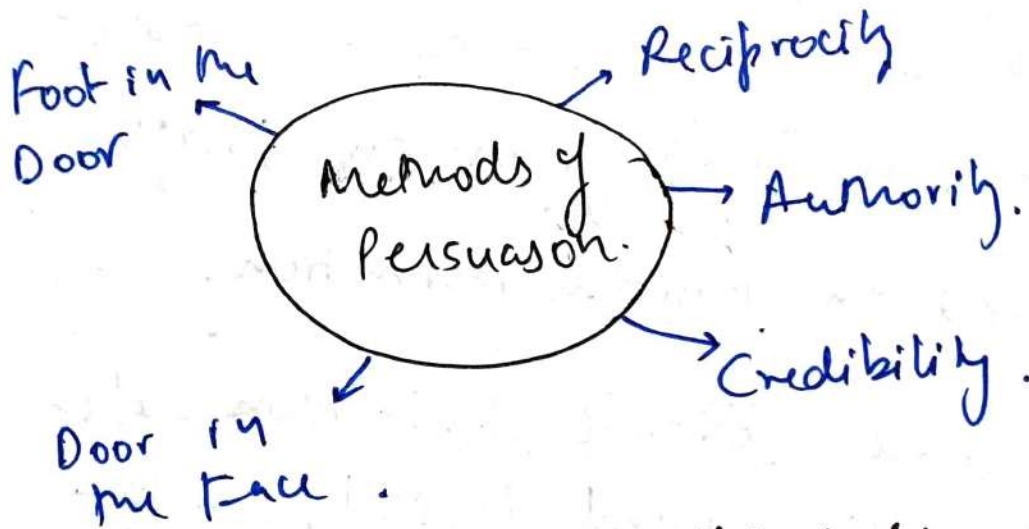 Foot in the
Door
Reciprocity
Methods of
Persuason.
Authority.
Credibility.
Door in
the Face.